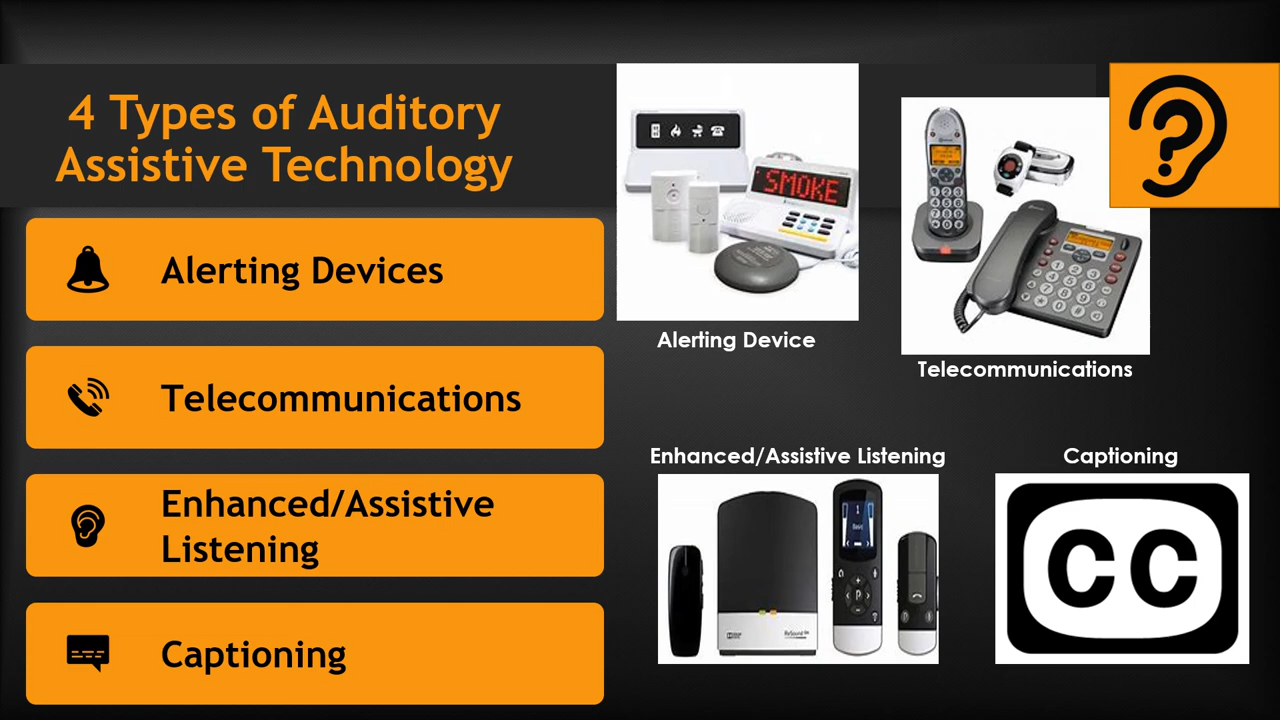 4 Types of Auditory
Assistive Technology
Alerting Devices
Telecommunications
Enhanced/Assistive
Listening
Captioning
SMOKE
Alerting Device
Telecommunications
Enhanced/Assistive Listening
Captioning
ReSound
CC